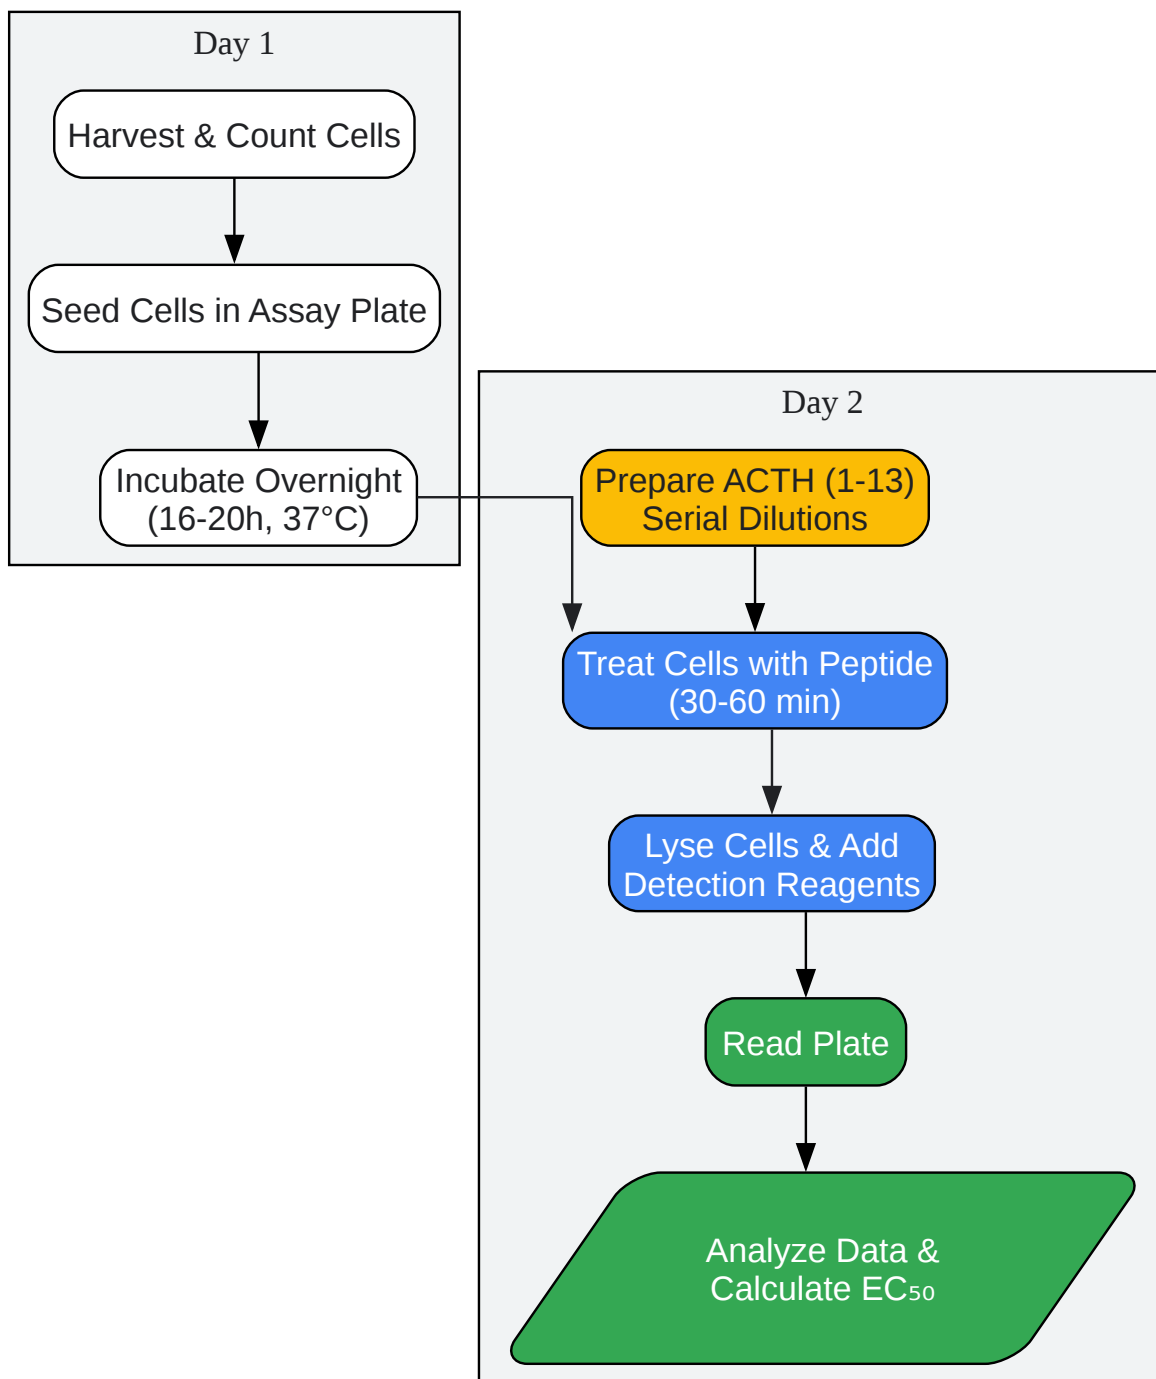 Day 1
Harvest & Count Cells
Seed Cells in Assay Plate
Incubate Overnight
(16-20h, 37°C)
Day 2
Prepare ACTH (1-13)
Serial Dilutions
Treat Cells with Peptide
(30-60 min)
Lyse Cells & Add
Detection Reagents
Read Plate
Analyze Data &
Calculate EC₅₀